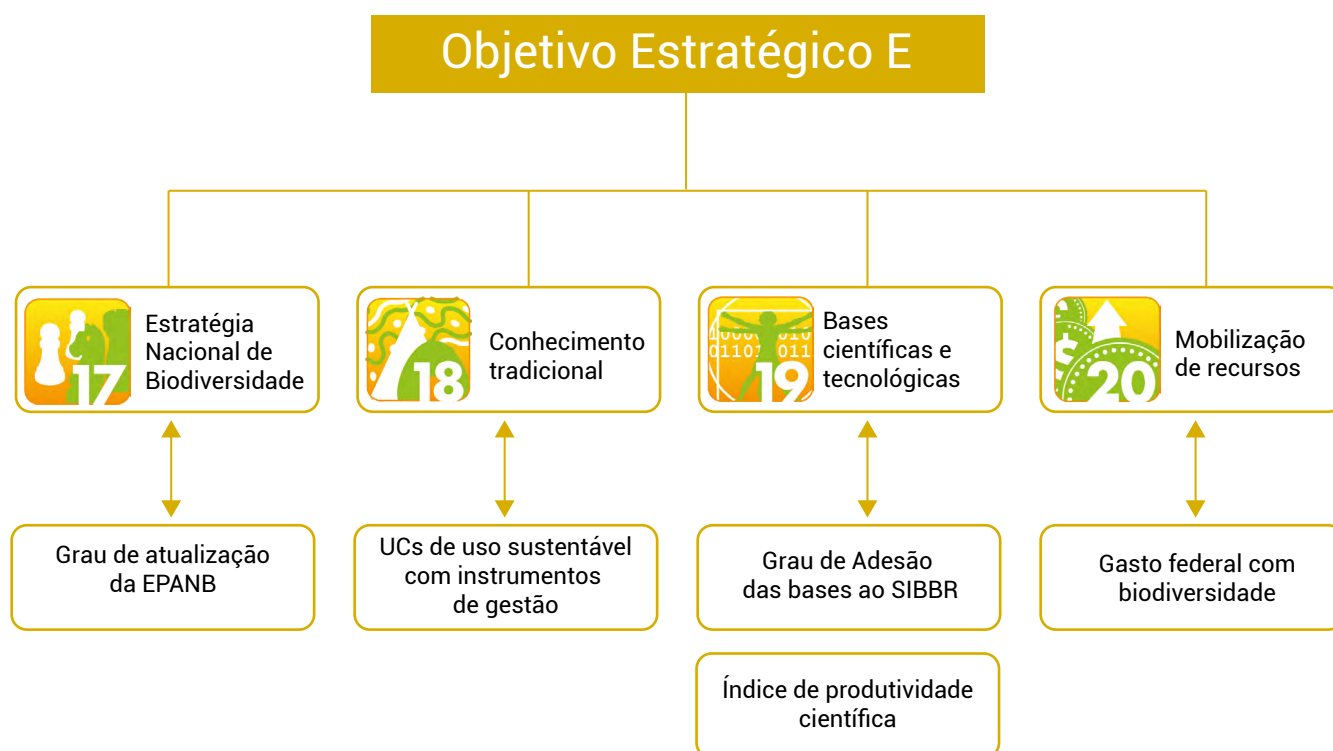 Objetivo Estratégico E
17
Estratégia
Nacional de
Biodiversidade
18
Conhecimento
tradicional
19
Bases
científicas e
tecnológicas
20
Mobilização
de recursos
Grau de atualização
da EPANB
UCs de uso sustentável
com instrumentos
de gestão
Grau de Adesão
das bases ao SIBBR
Gasto federal com
biodiversidade
Índice de produtividade
científica